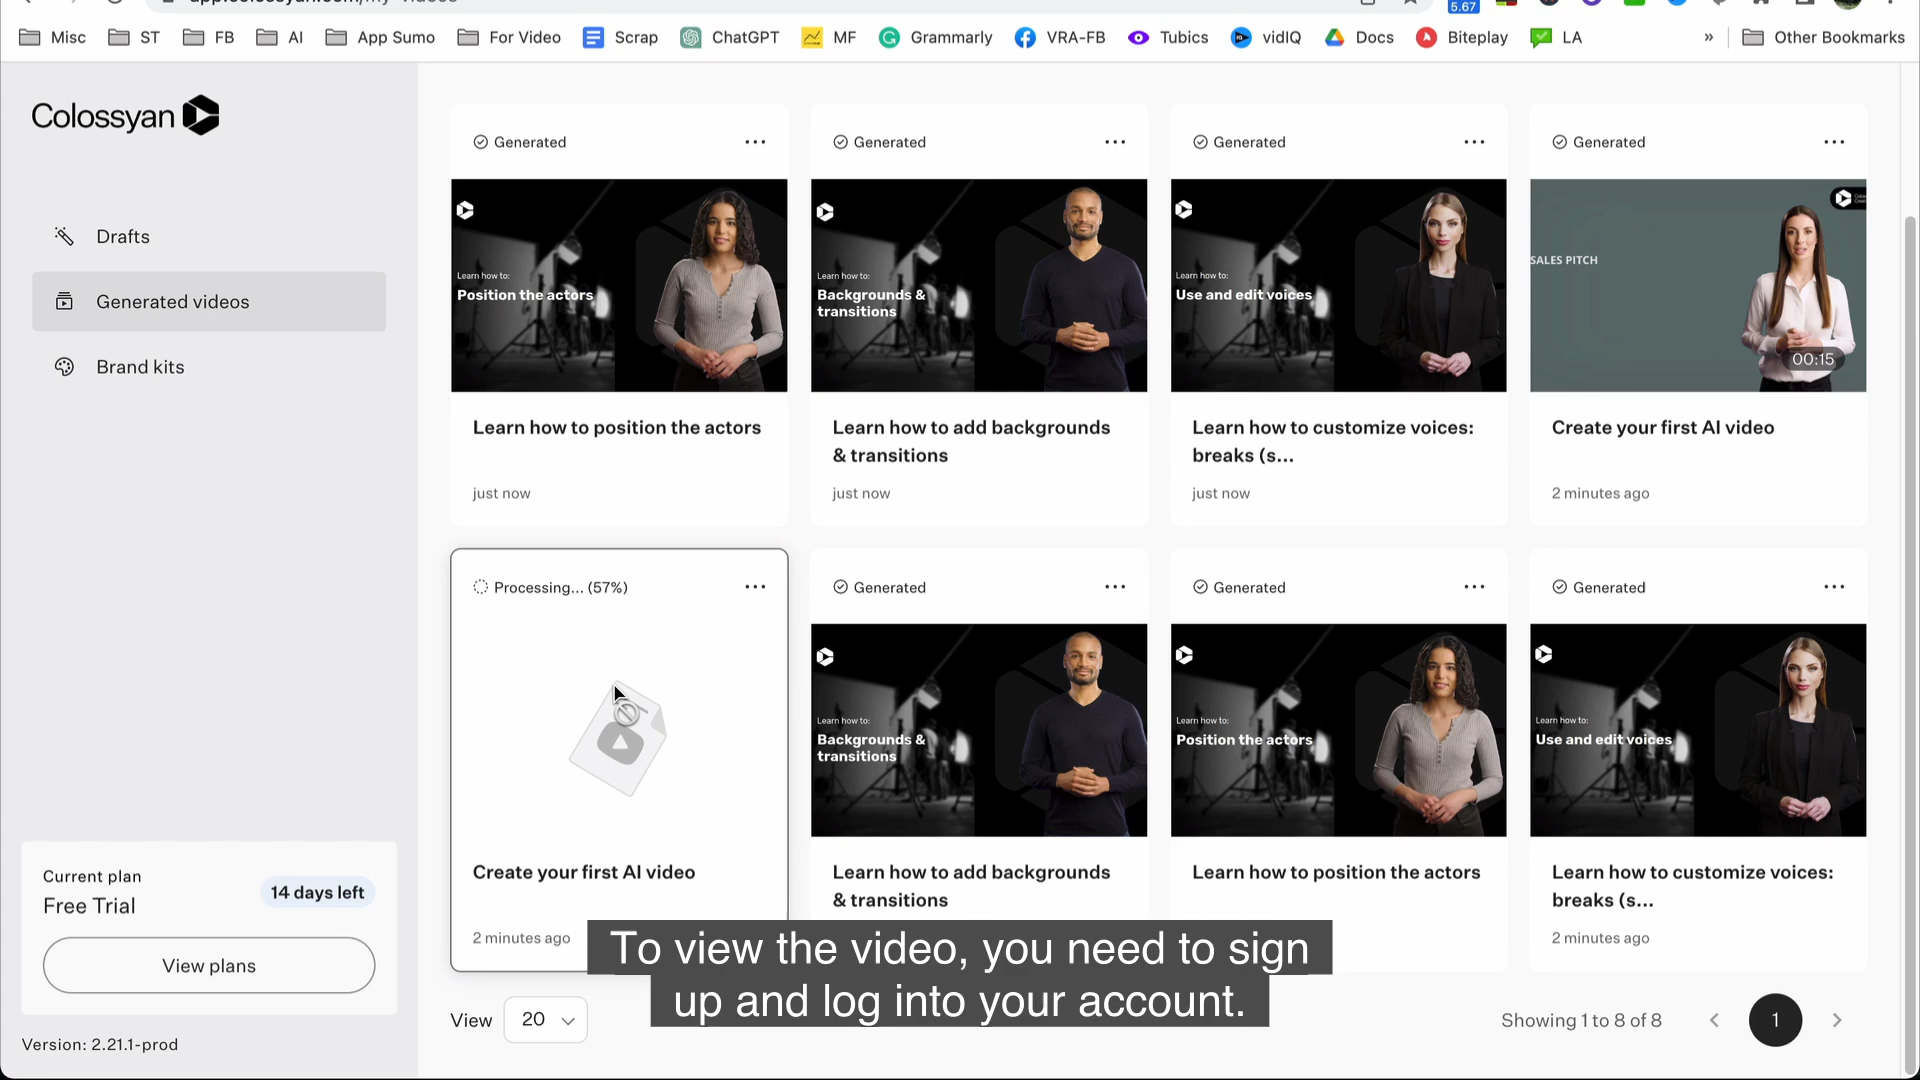 5.67
Misc ST FB AI App Sumo For Video Scrap ChatGPT MF Grammarly VRA-FB Tubics vidIQ Docs Biteplay LA » Other Bookmarks
Colossyan
Drafts
Generated videos
Brand kits
Generated
Learn how to:
Position the actors
Learn how to position the actors
just now
Generated
Learn how to:
Backgrounds &
transitions
Learn how to add backgrounds
& transitions
just now
Generated
Learn how to:
Use and edit voices
Learn how to customize voices:
breaks (s...
just now
Generated
SALES PITCH
00:15
Create your first AI video
2 minutes ago
Processing... (57%)
Create your first AI video
2 minutes ago
Generated
Learn how to:
Backgrounds &
transitions
Learn how to add backgrounds
& transitions
Generated
Learn how to:
Position the actors
Learn how to position the actors
Generated
Learn how to:
Use and edit voices
Learn how to customize voices:
breaks (s...
2 minutes ago
Current plan
Free Trial
14 days left
View plans
Version: 2.21.1-prod
To view the video, you need to sign
up and log into your account.
View 20
Showing 1 to 8 of 8
1